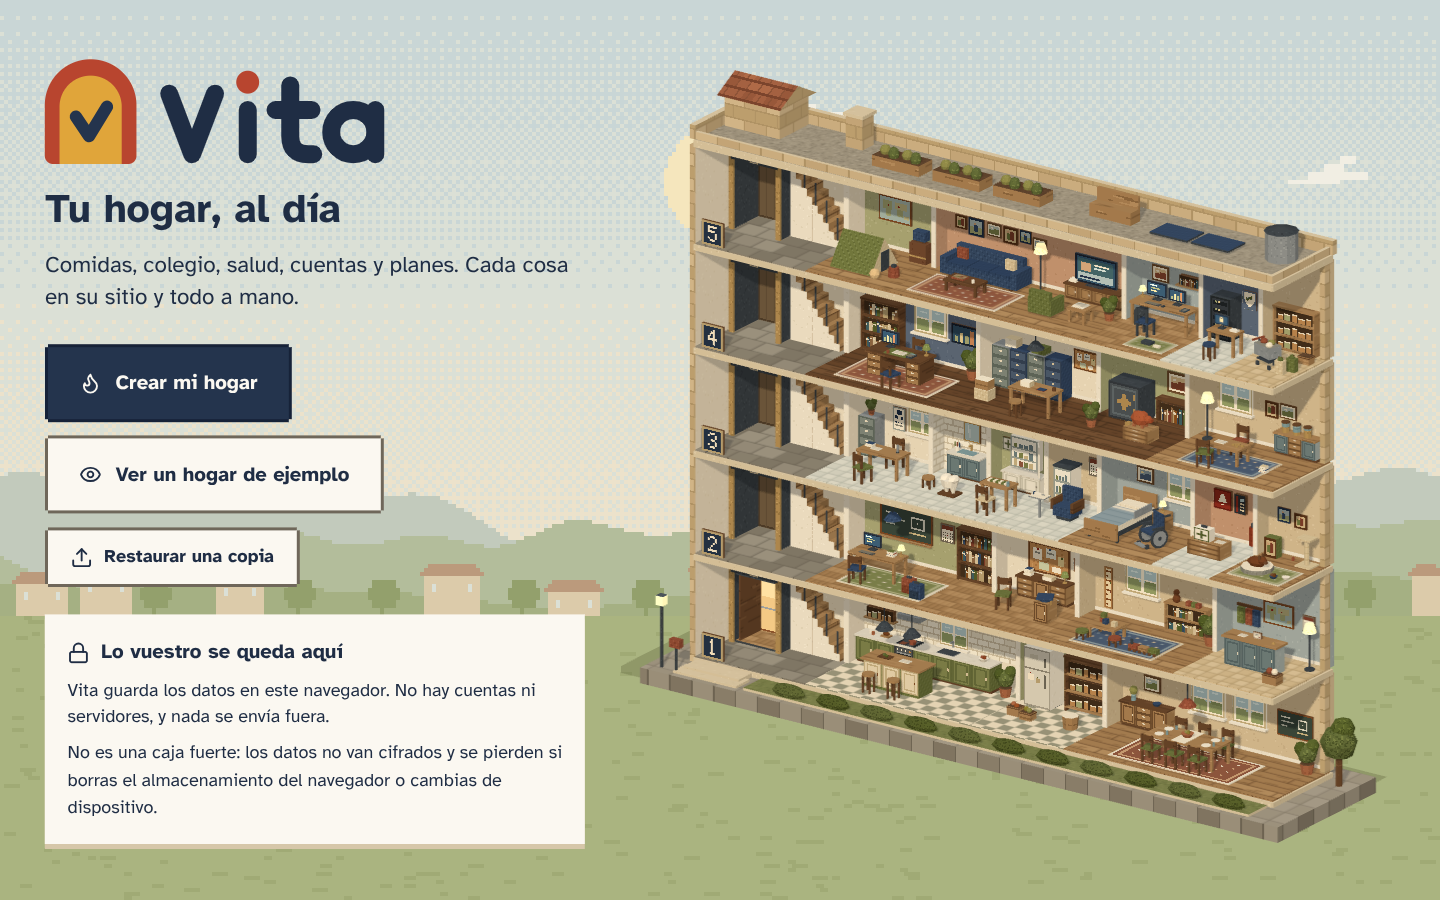 Vita
Tu hogar, al día
Comidas, colegio, salud, cuentas y planes. Cada cosa
en su sitio y todo a mano.
Crear mi hogar
Ver un hogar de ejemplo
Restaurar una copia
Lo vuestro se queda aquí
Vita guarda los datos en este navegador. No hay cuentas ni
servidores, y nada se envía fuera.
No es una caja fuerte: los datos no van cifrados y se pierden si
borras el almacenamiento del navegador o cambias de
dispositivo.
5
4
3
2
1